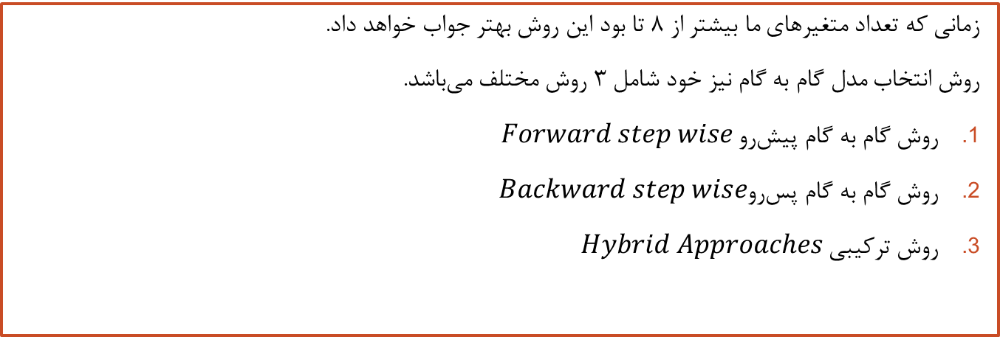 زمانی که تعداد متغیرهای ما بیشتر از ۸ تا بود این روش بهتر جواب خواهد داد.
روش انتخاب مدل گام به گام نیز خود شامل ۳ روش مختلف می‌باشد.
1. روش گام به گام پیش‌رو Forward step wise
2. روش گام به گام پس‌روBackward step wise
3. روش ترکیبی Hybrid Approaches